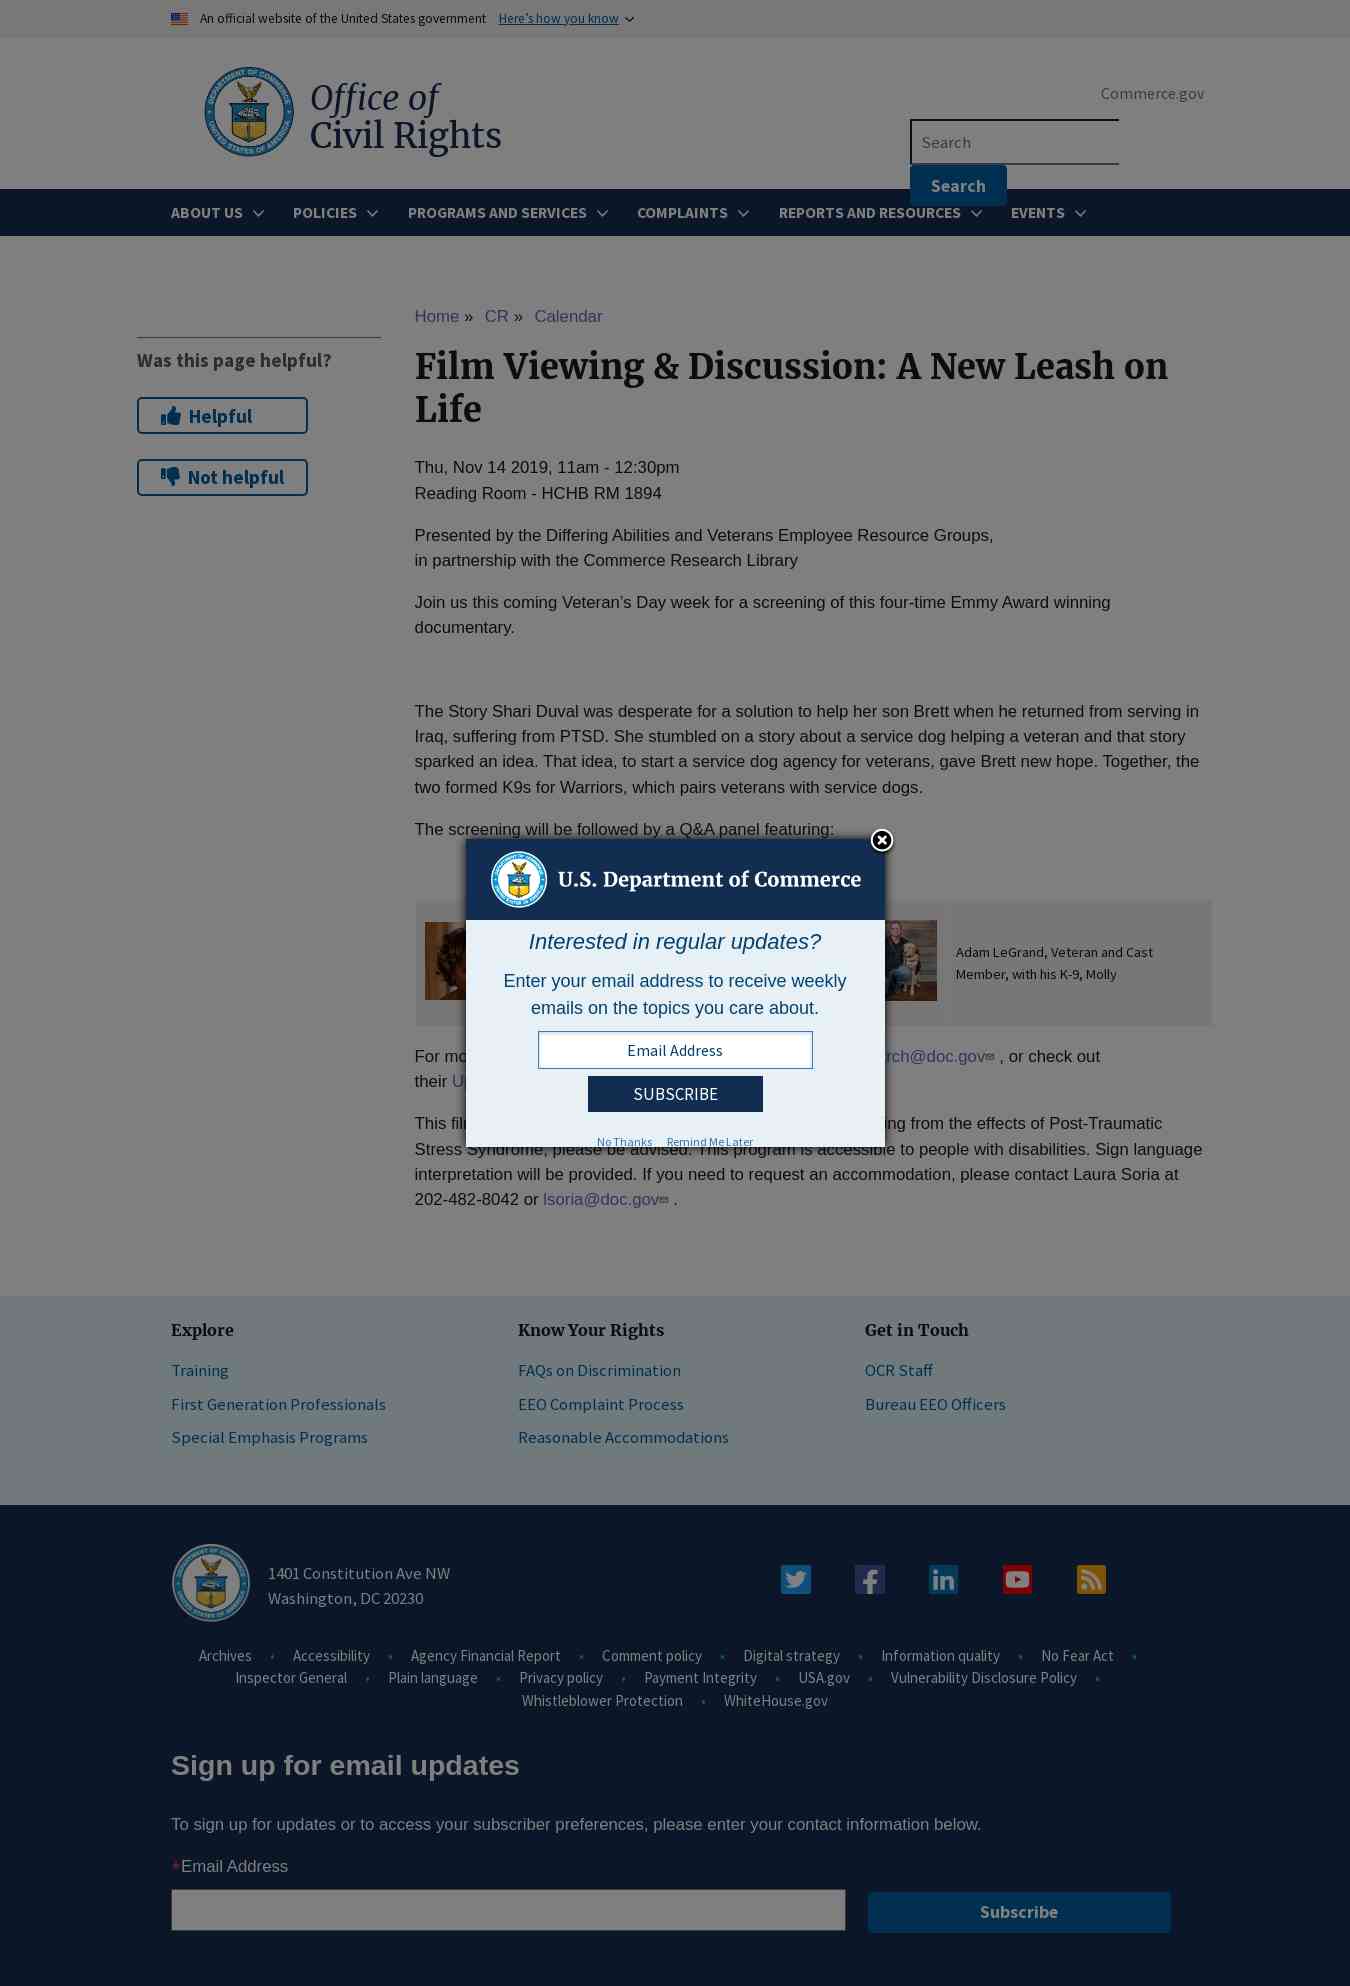 An official website of the United States government Here's how you know
Office of
Civil Rights
Commerce.gov
Search
Search
ABOUT US POLICIES PROGRAMS AND SERVICES COMPLAINTS REPORTS AND RESOURCES EVENTS
Home » CR » Calendar
Was this page helpful?
Helpful
Not helpful
Film Viewing & Discussion: A New Leash on
Life
Thu, Nov 14 2019, 11am - 12:30pm
Reading Room - HCHB RM 1894
Presented by the Differing Abilities and Veterans Employee Resource Groups,
in partnership with the Commerce Research Library
Join us this coming Veteran’s Day week for a screening of this four-time Emmy Award winning
documentary.
The Story Shari Duval was desperate for a solution to help her son Brett when he returned from serving in
Iraq, suffering from PTSD. She stumbled on a story about a service dog helping a veteran and that story
sparked an idea. That idea, to start a service dog agency for veterans, gave Brett new hope. Together, the
two formed K9s for Warriors, which pairs veterans with service dogs.
The screening will be followed by a Q&A panel featuring:
U.S. Department of Commerce
Interested in regular updates?
Enter your email address to receive weekly
emails on the topics you care about.
Email Address
SUBSCRIBE
No Thanks Remind Me Later
Adam LeGrand, Veteran and Cast
Member, with his K-9, Molly
For rch@doc.gov , or check out
their
This from the effects of Post-Traumatic
Stress Syndrome, please be advised. This program is accessible to people with disabilities. Sign language
interpretation will be provided. If you need to request an accommodation, please contact Laura Soria at
202-482-8042 or lsoria@doc.gov .
Explore
Training
First Generation Professionals
Special Emphasis Programs
Know Your Rights
FAQs on Discrimination
EEO Complaint Process
Reasonable Accommodations
Get in Touch
OCR Staff
Bureau EEO Officers
1401 Constitution Ave NW
Washington, DC 20230
Archives Accessibility Agency Financial Report Comment policy Digital strategy Information quality No Fear Act
Inspector General Plain language Privacy policy Payment Integrity USA.gov Vulnerability Disclosure Policy
Whistleblower Protection WhiteHouse.gov
Sign up for email updates
To sign up for updates or to access your subscriber preferences, please enter your contact information below.
*Email Address
Subscribe